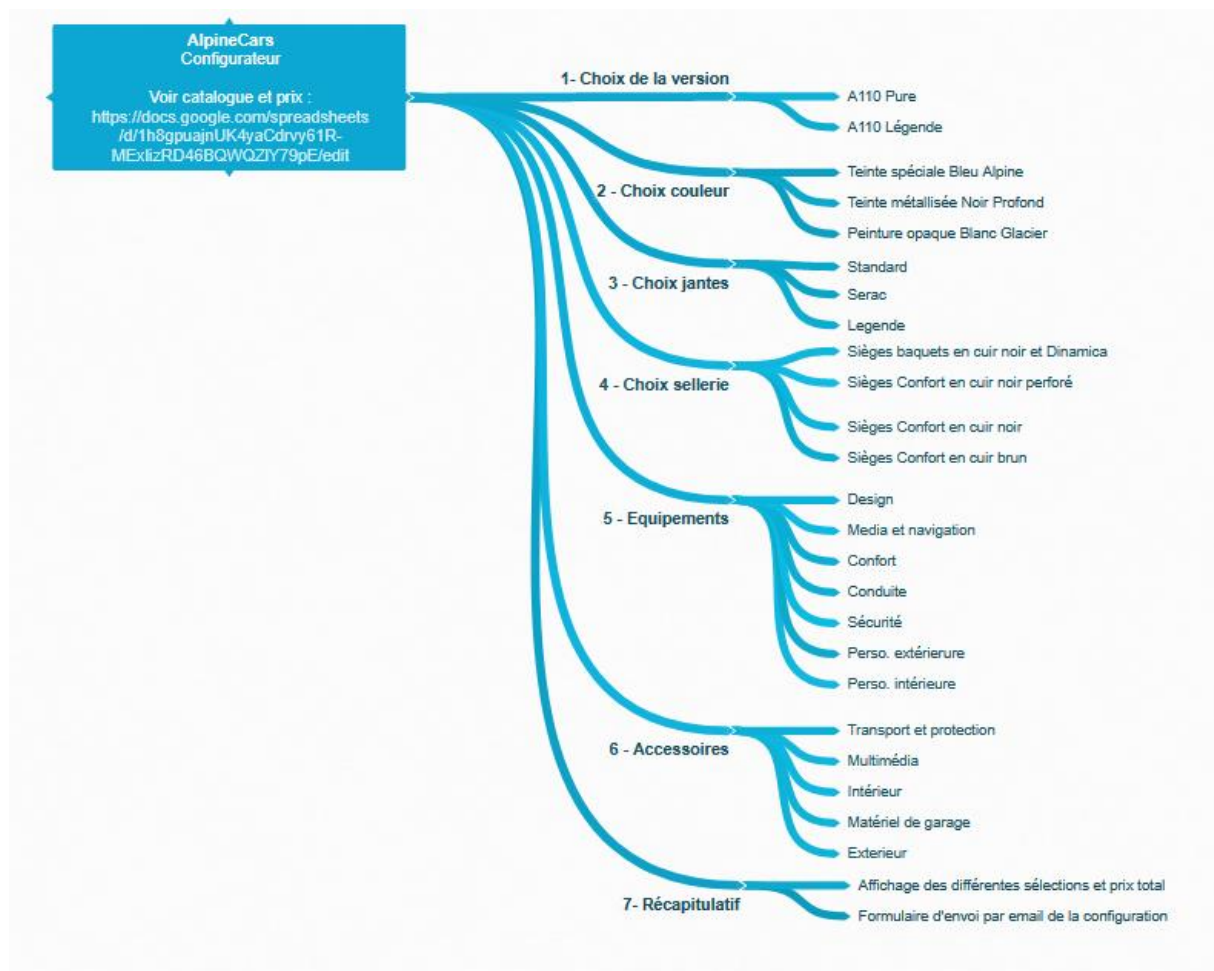 AlpineCars
Configurateur
Voir catalogue et prix :
https://docs.google.com/spreadsheets
/d/1h8gpuajnUK4yaCdrvy61R-
MExlizRD46BQWQZIY79pE/edit
1- Choix de la version
A110 Pure
A110 Légende
2 - Choix couleur
Teinte spéciale Bleu Alpine
Teinte métallisée Noir Profond
Peinture opaque Blanc Glacier
3 - Choix jantes
Standard
Serac
Legende
4 - Choix sellerie
Sièges baquets en cuir noir et Dinamica
Sièges Confort en cuir noir perforé
Sièges Confort en cuir noir
Sièges Confort en cuir brun
5 - Equipements
Design
Media et navigation
Confort
Conduite
Sécurité
Perso. extérierure
Perso. intérieure
6 - Accessoires
Transport et protection
Multimédia
Intérieur
Matériel de garage
Exterieur
7- Récapitulatif
Affichage des différentes sélections et prix total
Formulaire d'envoi par email de la configuration